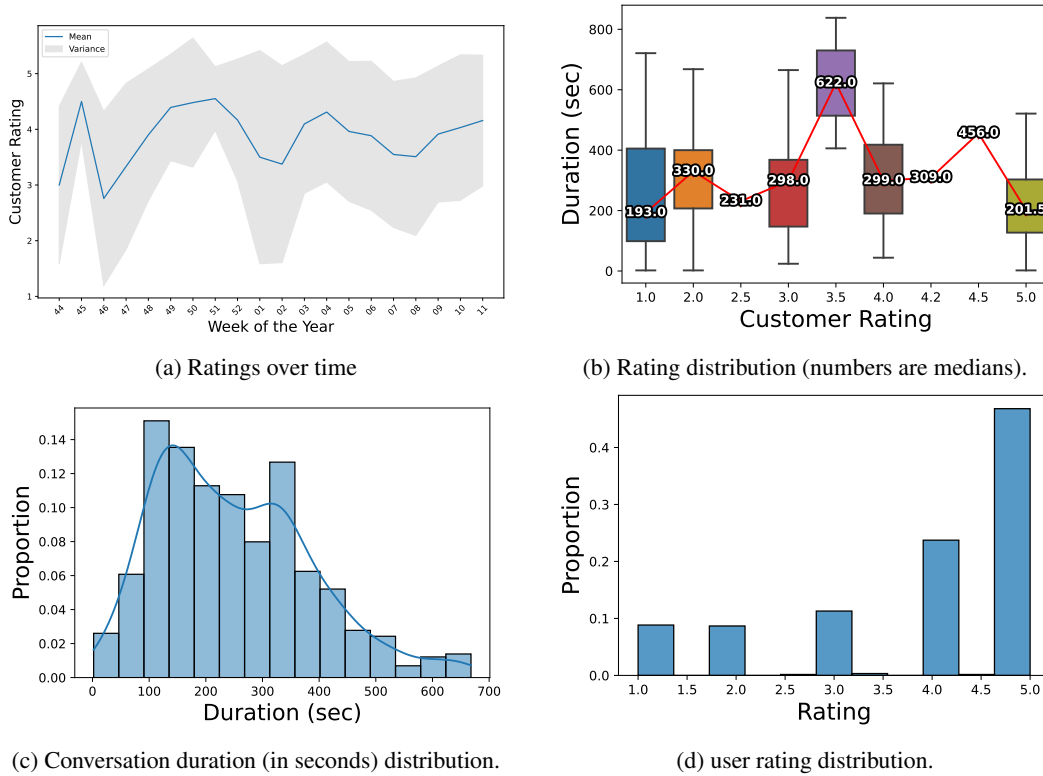 Mean
Variance
5
4
3
2
1
Customer Rating
44 45 46 47 48 49 50 51 52 01 02 03 04 05 06 07 08 09 10 11
Week of the Year
(a) Ratings over time
800
600
400
200
0
Duration (sec)
193.0 330.0 231.0 298.0 622.0 299.0 309.0 456.0 201.5
1.0 2.0 2.5 3.0 3.5 4.0 4.2 4.5 5.0
Customer Rating
(b) Rating distribution (numbers are medians).
0.14
0.12
0.10
0.08
0.06
0.04
0.02
0.00
Proportion
0 100 200 300 400 500 600 700
Duration (sec)
(c) Conversation duration (in seconds) distribution.
0.4
0.3
0.2
0.1
0.0
Proportion
1.0 1.5 2.0 2.5 3.0 3.5 4.0 4.5 5.0
Rating
(d) user rating distribution.